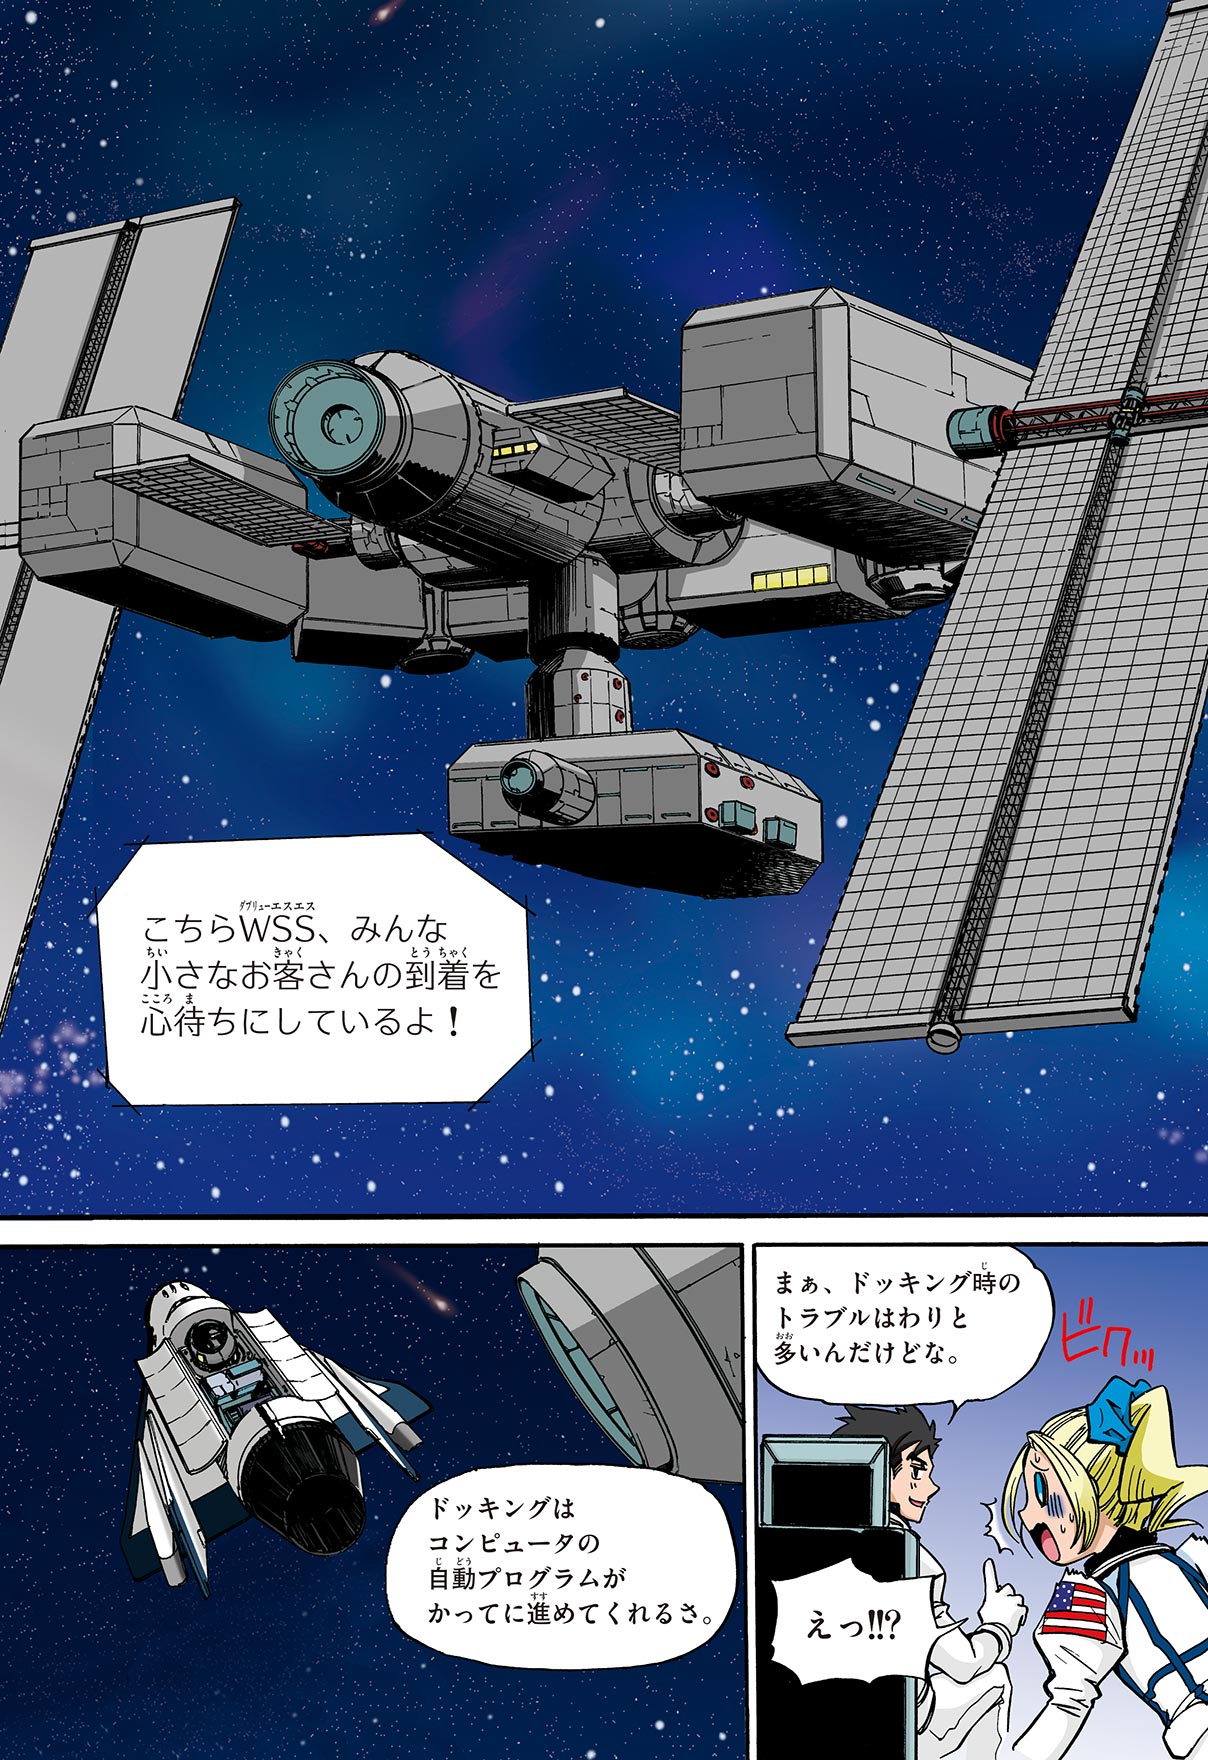 こちらWSS、みんな
小さなお客さんの到着を
心待ちにしているよ！
まぁ、ドッキング時の
トラブルはわりと
多いんだけどな。
ビクッ
えっ!!?
ドッキングは
コンピュータの
自動プログラムが
かってに進めてくれるさ。